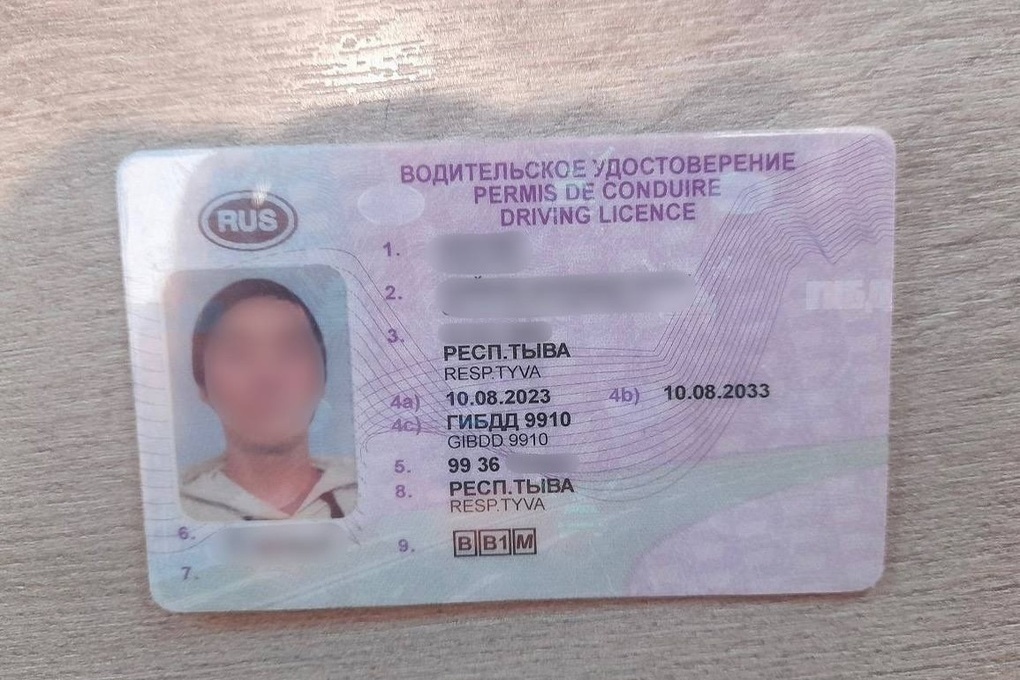 ВОДИТЕЛЬСКОЕ УДОСТОВЕРЕНИЕ
PERMIS DE CONDUIRE
DRIVING LICENCE
RUS
1.
2.
3.
РЕСП.ТЫВА
RESP.TYVA
4a) 10.08.2023 4b) 10.08.2033
4c) ГИБДД 9910
GIBDD 9910
5. 99 36
8. РЕСП.ТЫВА
RESP.TYVA
6.
7.
9. B B1 M